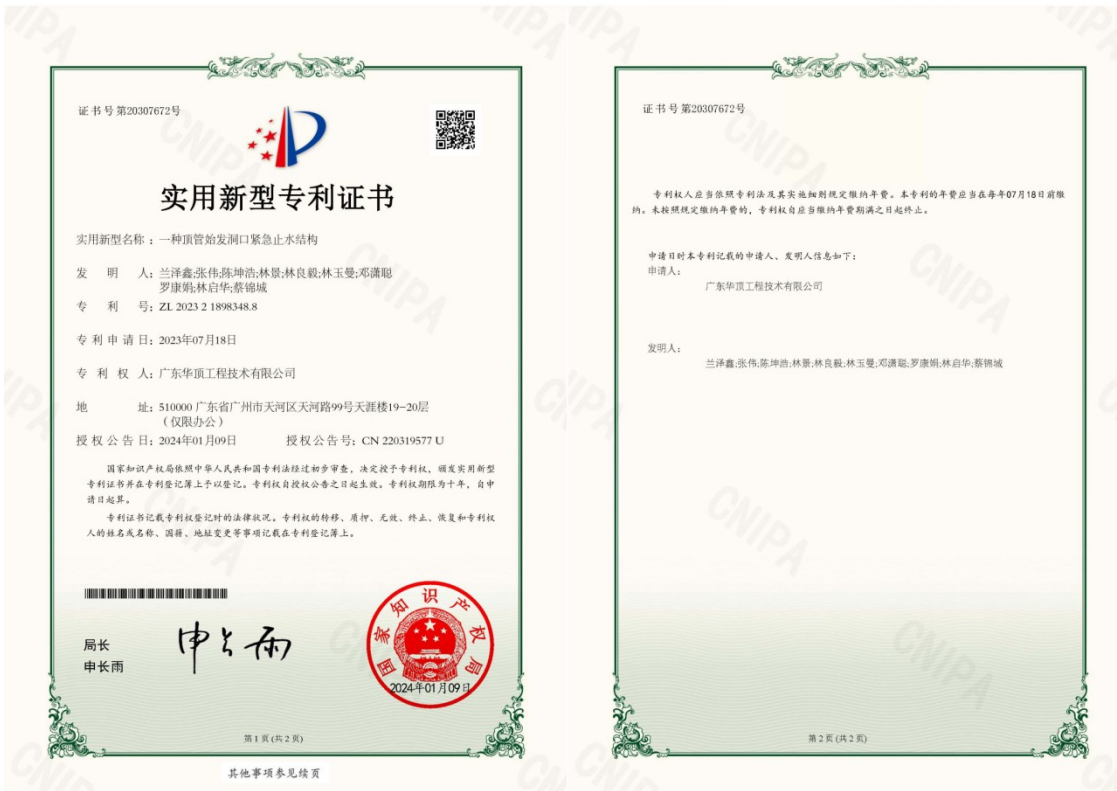 证书号第20307672号
实用新型专利证书
实用新型名称：一种顶管始发洞口紧急止水结构
发明人：兰泽鑫;张伟;陈坤浩;林景;林良毅;林玉曼;邓潇聪
罗康娟;林启华;蔡锦城
专利号：ZL 2023 2 1898348.8
专利申请日：2023年07月18日
专利权人：广东华顶工程技术有限公司
地址：510000 广东省广州市天河区天河路99号天涯楼19-20层
（仅限办公）
授权公告日：2024年01月09日 授权公告号：CN 220319577 U
国家知识产权局依照中华人民共和国专利法经过初步审查，决定授予专利权，颁发实用新型
专利证书并在专利登记簿上予以登记。专利权自授权公告之日起生效。专利权期限为十年，自申
请日起算。
专利证书记载专利权登记时的法律状况。专利权的转移、质押、无效、终止、恢复和专利权
人的姓名或名称、国籍、地址变更等事项记载在专利登记簿上。
局长
申长雨
申长雨
国家知识产权局
2024年01月09日
第1页(共2页)
其他事项参见续页
证书号第20307672号
专利权人应当依照专利法及其实施细则规定缴纳年费。本专利的年费应当在每年07月18日前缴
纳。未按照规定缴纳年费的，专利权自应当缴纳年费期满之日起终止。
申请日时本专利记载的申请人、发明人信息如下：
申请人：
广东华顶工程技术有限公司
发明人：
兰泽鑫;张伟;陈坤浩;林景;林良毅;林玉曼;邓潇聪;罗康娟;林启华;蔡锦城
第2页(共2页)
CNIPA